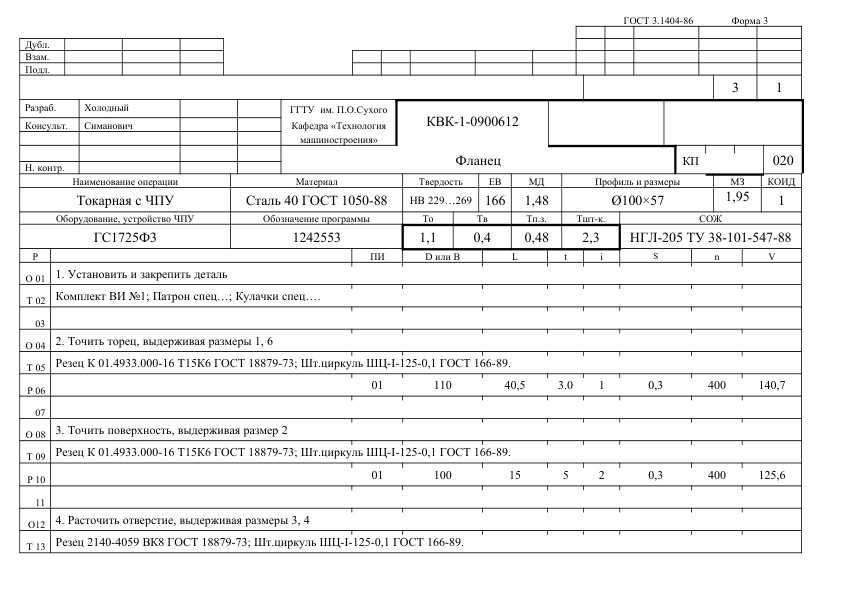 ГОСТ 3.1404-86 Форма 3
Дубл.
Взам.
Подл.
3 1
Разраб. Холодный ГГТУ им. П.О.Сухого
Консульт. Симанович Кафедра «Технология
машиностроения»
КВК-1-0900612
Н. контр. Фланец КП 020
Наименование операции Материал Твердость ЕВ МД Профиль и размеры МЗ КОИД
Токарная с ЧПУ Сталь 40 ГОСТ 1050-88 НВ 229…269 166 1,48 Ø100×57 1,95 1
Оборудование, устройство ЧПУ Обозначение программы То Тв Тп.з. Тшт-к. СОЖ
ГС1725Ф3 1242553 1,1 0,4 0,48 2,3 НГЛ-205 ТУ 38-101-547-88
Р ПИ D или B L t i S n V
О 01 1. Установить и закрепить деталь
Т 02 Комплект ВИ №1; Патрон спец…; Кулачки спец….
03
О 04 2. Точить торец, выдерживая размеры 1, 6
Т 05 Резец К 01.4933.000-16 Т15К6 ГОСТ 18879-73; Шт.циркуль ШЦ-I-125-0,1 ГОСТ 166-89.
Р 06 01 110 40,5 3.0 1 0,3 400 140,7
07
О 08 3. Точить поверхность, выдерживая размер 2
Т 09 Резец К 01.4933.000-16 Т15К6 ГОСТ 18879-73; Шт.циркуль ШЦ-I-125-0,1 ГОСТ 166-89.
Р 10 01 100 15 5 2 0,3 400 125,6
11
О12 4. Расточить отверстие, выдерживая размеры 3, 4
Т 13 Резец 2140-4059 ВК8 ГОСТ 18879-73; Шт.циркуль ШЦ-I-125-0,1 ГОСТ 166-89.